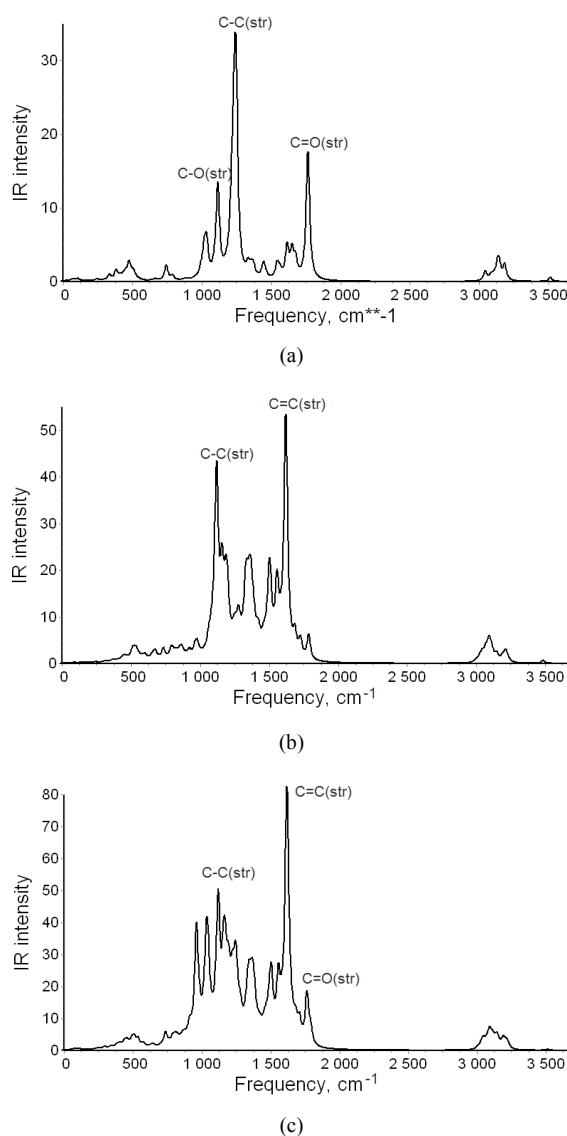 C-C(str)
30
C=O(str)
20
C-O(str)
10
0
0 500 1 000 1 500 2 000 2 500 3 000 3 500
IR intensity
Frequency, cm**-1
(a)
C=C(str)
50
C-C(str)
40
30
20
10
0
0 500 1 000 1 500 2 000 2 500 3 000 3 500
IR intensity
Frequency, cm-1
(b)
80
C=C(str)
70
60
C-C(str)
50
40
30
C=O(str)
20
10
0
0 500 1 000 1 500 2 000 2 500 3 000 3 500
IR intensity
Frequency, cm-1
(c)